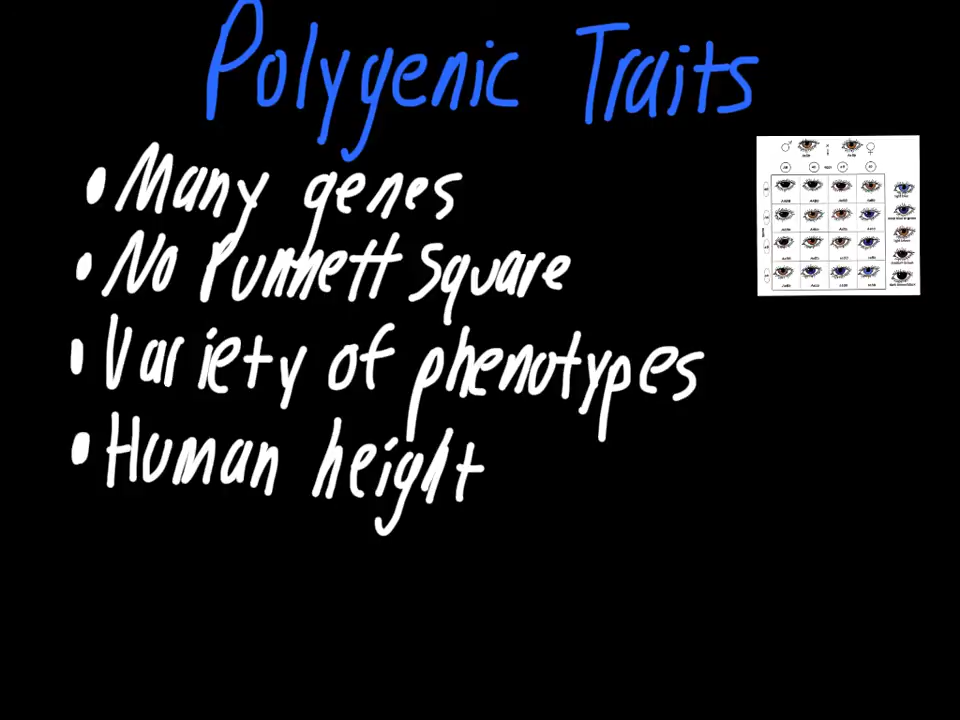 Polygenic Traits
• Many genes
• No Punnett Square
• Variety of phenotypes
• Human height